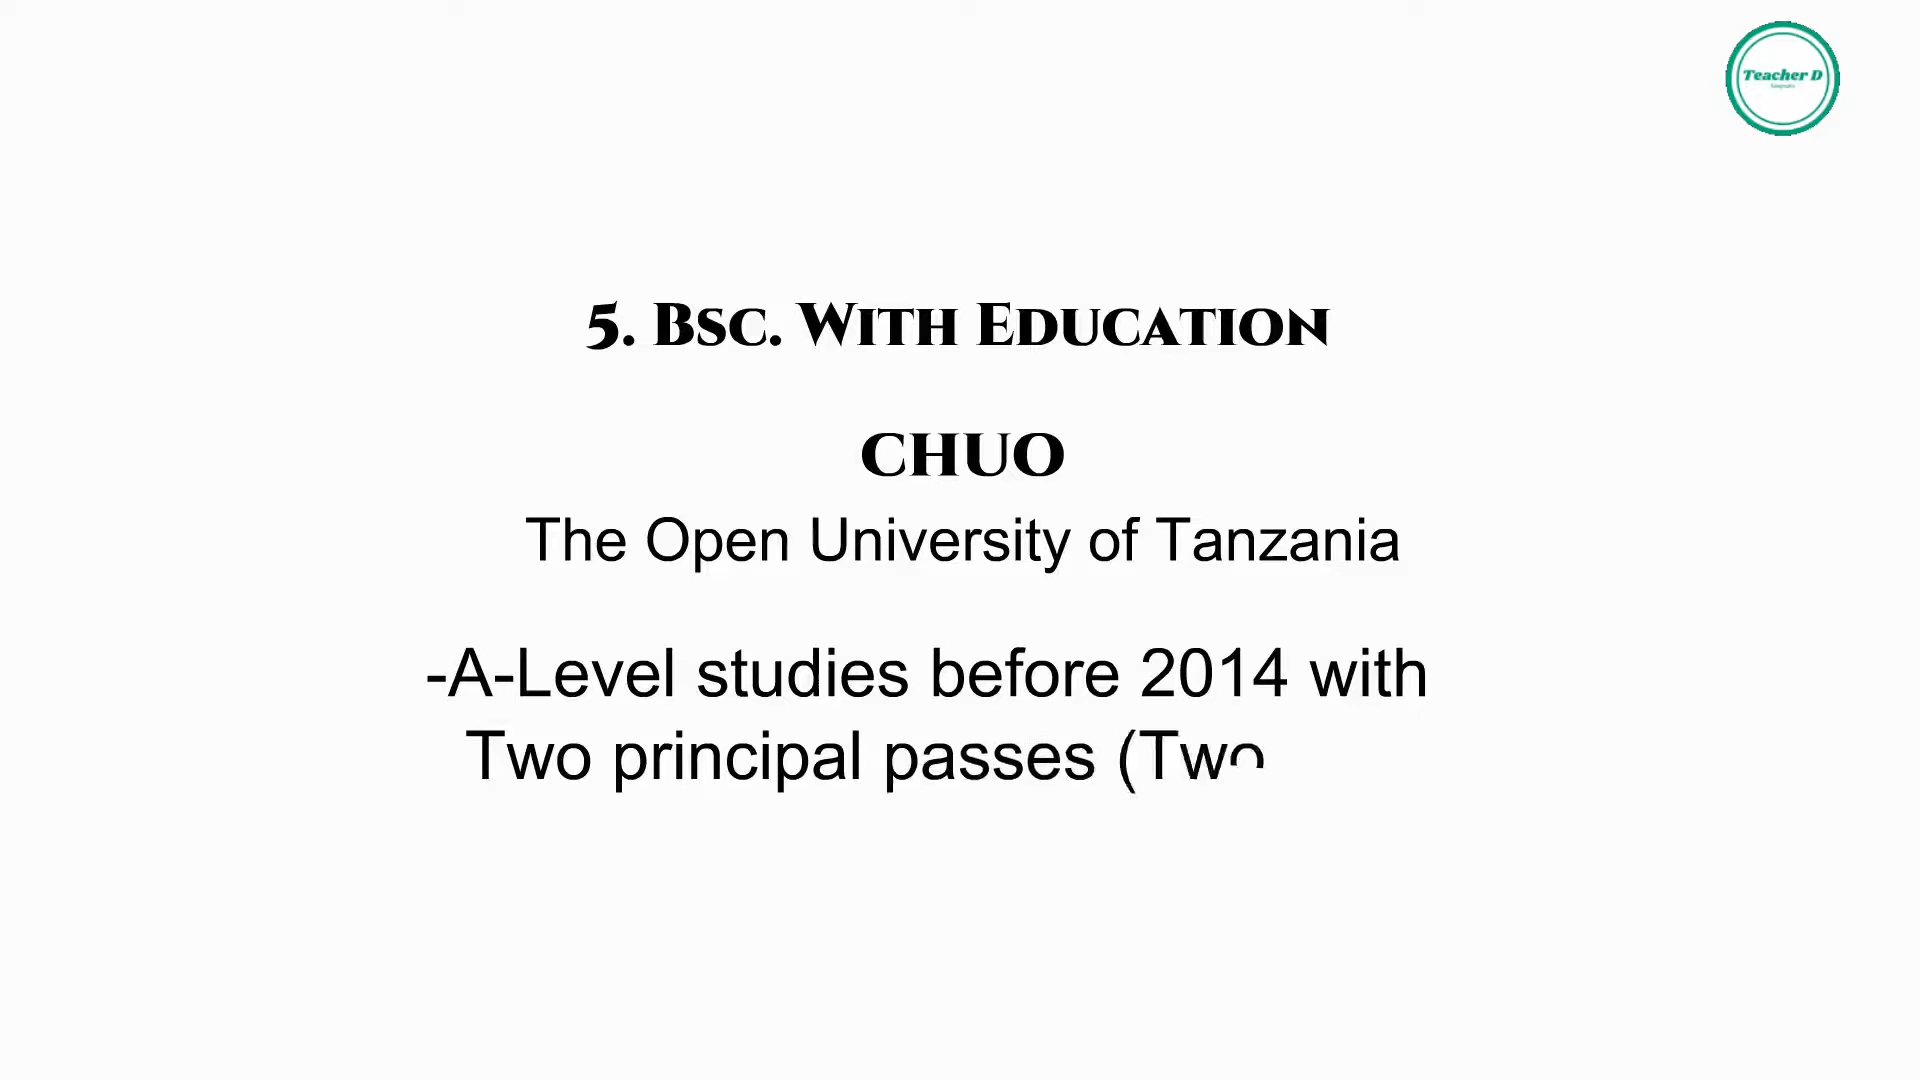 Teacher D
5. Bsc. With Education
CHUO
The Open University of Tanzania
-A-Level studies before 2014 with
Two principal passes (Two